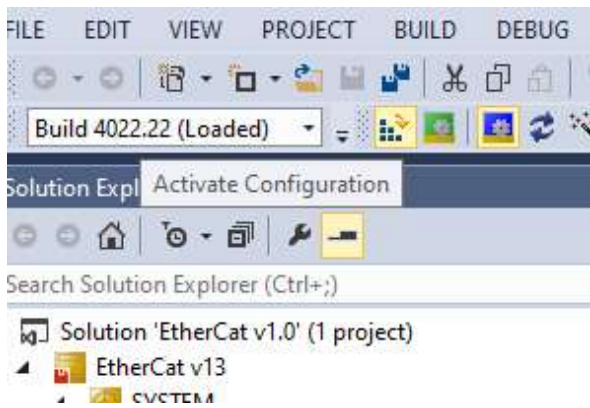 FILE EDIT VIEW PROJECT BUILD DEBUG
Build 4022.22 (Loaded)
Solution Expl Activate Configuration
Search Solution Explorer (Ctrl+;)
Solution 'EtherCat v1.0' (1 project)
EtherCat v13
SYSTEM